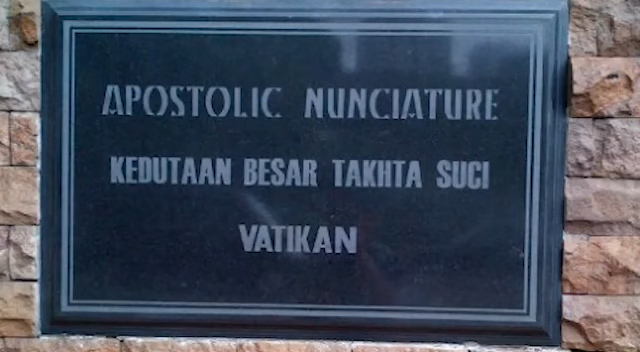 APOSTOLIC NUNCIATURE
KEDUTAAN BESAR TAKHTA SUCI
VATIKAN